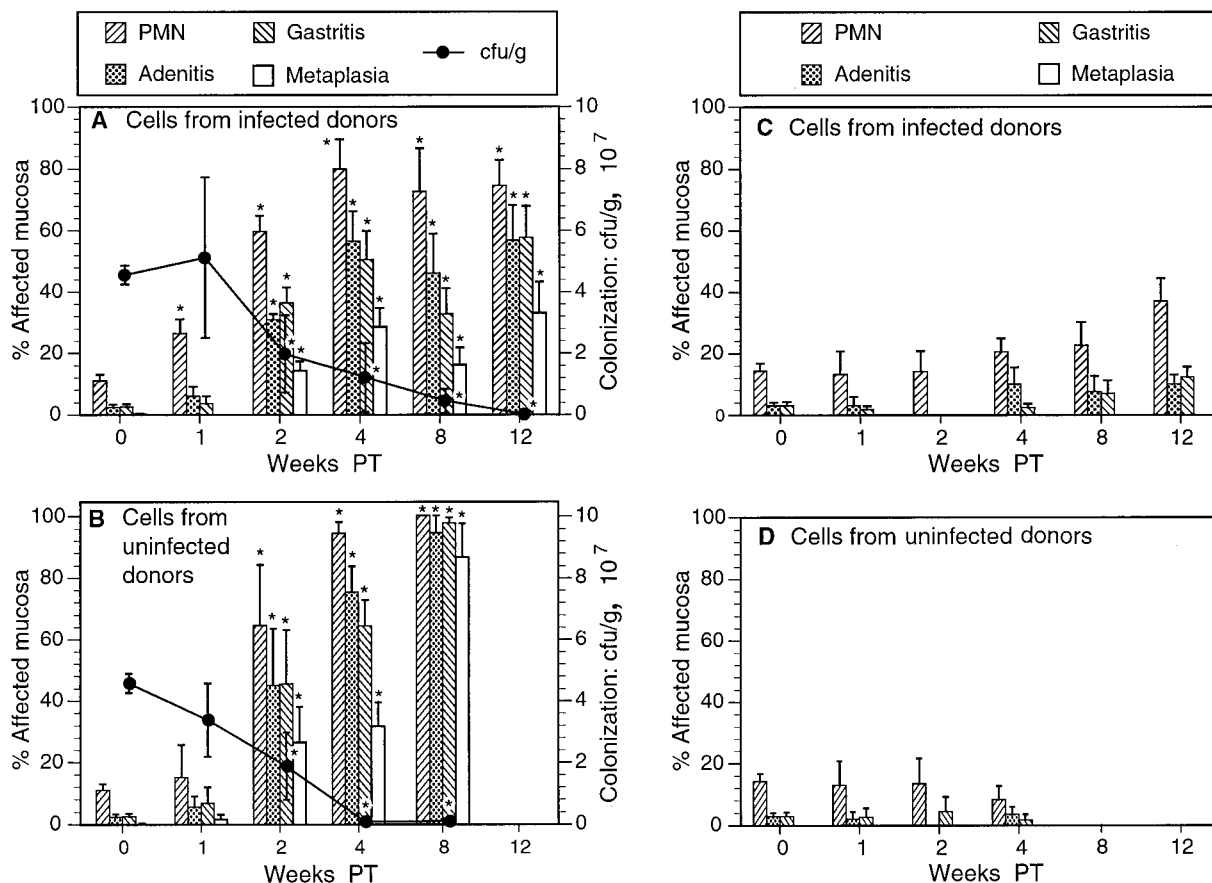 PMN Gastritis cfu/g
Adenitis Metaplasia
PMN Gastritis
Adenitis Metaplasia
A Cells from infected donors
% Affected mucosa
100
80
60
40
20
0
10
8
6
4
2
0
Colonization: cfu/g, 10 7
* * * * * * * * * * * * * * * * * * * * *
0 1 2 4 8 12
Weeks PT
C Cells from infected donors
% Affected mucosa
100
80
60
40
20
0
0 1 2 4 8 12
Weeks PT
B Cells from
uninfected
donors
% Affected mucosa
100
80
60
40
20
0
10
8
6
4
2
0
Colonization: cfu/g, 10 7
* * * * * * * * * * * * * * *
0 1 2 4 8 12
Weeks PT
D Cells from uninfected donors
% Affected mucosa
100
80
60
40
20
0
0 1 2 4 8 12
Weeks PT